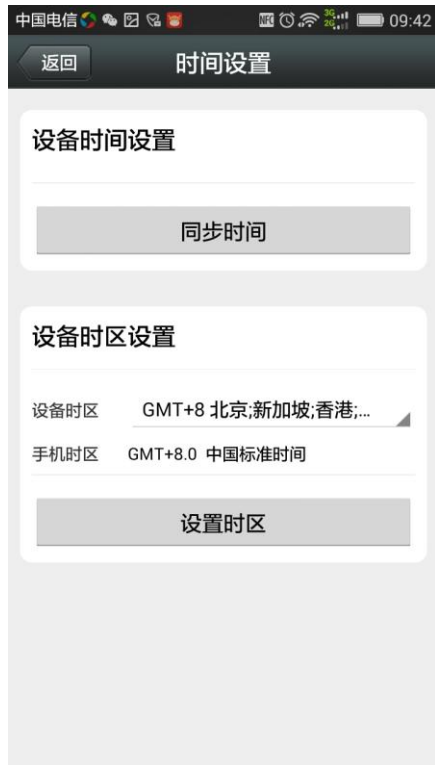 中国电信 NFC 3G 2G 09:42
返回 时间设置
设备时间设置
同步时间
设备时区设置
设备时区 GMT+8 北京;新加坡;香港;...
手机时区 GMT+8.0 中国标准时间
设置时区